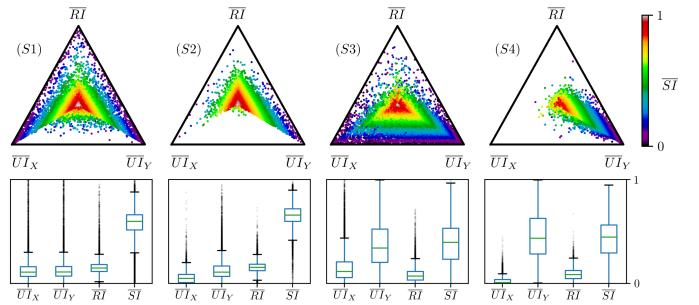 $\overline{RI}$ $\overline{RI}$ $\overline{RI}$ $\overline{RI}$ 1
(S1) (S2) (S3) (S4)
$\overline{SI}$
0
$\overline{UI}_X$ $\overline{UI}_Y$ $\overline{UI}_X$ $\overline{UI}_Y$ $\overline{UI}_X$ $\overline{UI}_Y$ $\overline{UI}_X$ $\overline{UI}_Y$
1
0
$\overline{UI}_X$ $\overline{UI}_Y$ $\overline{RI}$ $\overline{SI}$ $\overline{UI}_X$ $\overline{UI}_Y$ $\overline{RI}$ $\overline{SI}$ $\overline{UI}_X$ $\overline{UI}_Y$ $\overline{RI}$ $\overline{SI}$ $\overline{UI}_X$ $\overline{UI}_Y$ $\overline{RI}$ $\overline{SI}$